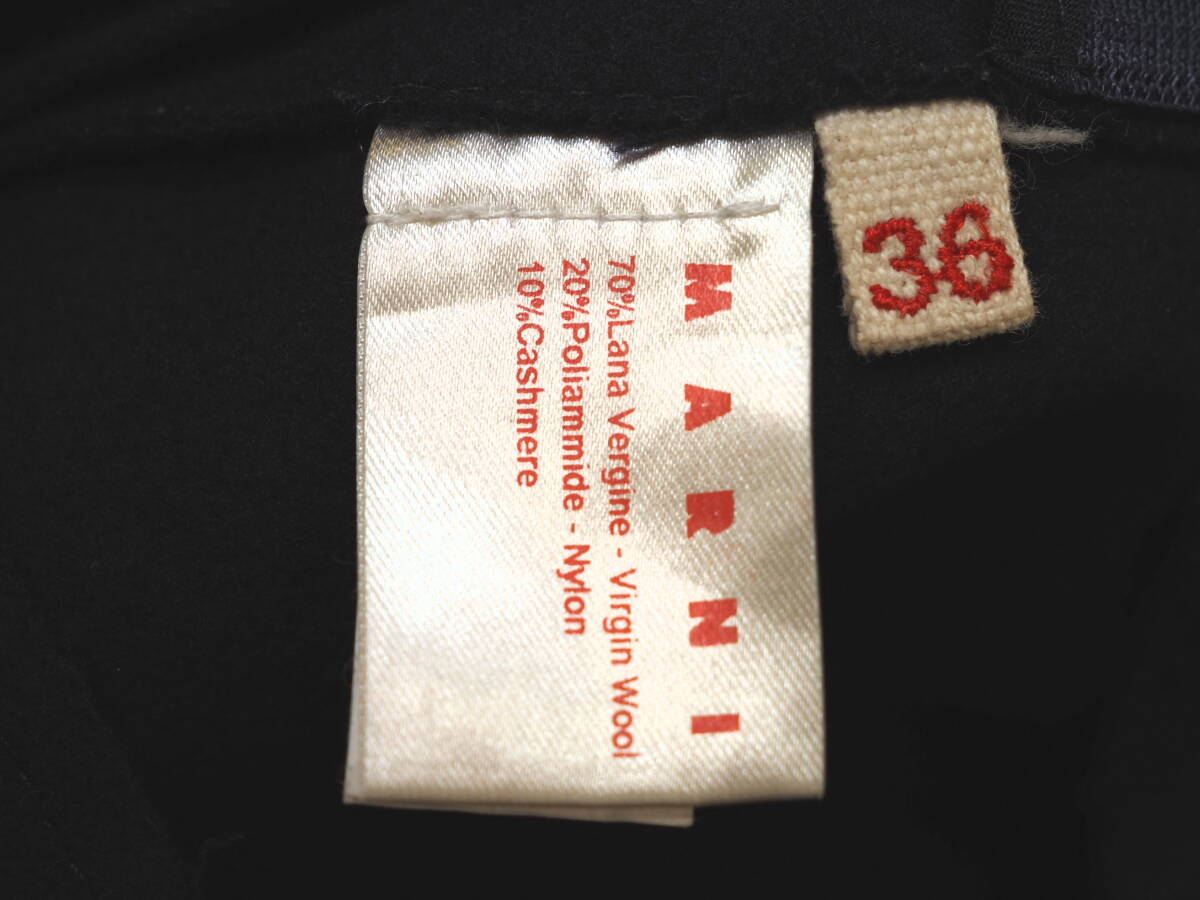 MARNI
70%Lana Vergine - Virgin Wool
20%Poliammide - Nylon
10%Cashmere
36